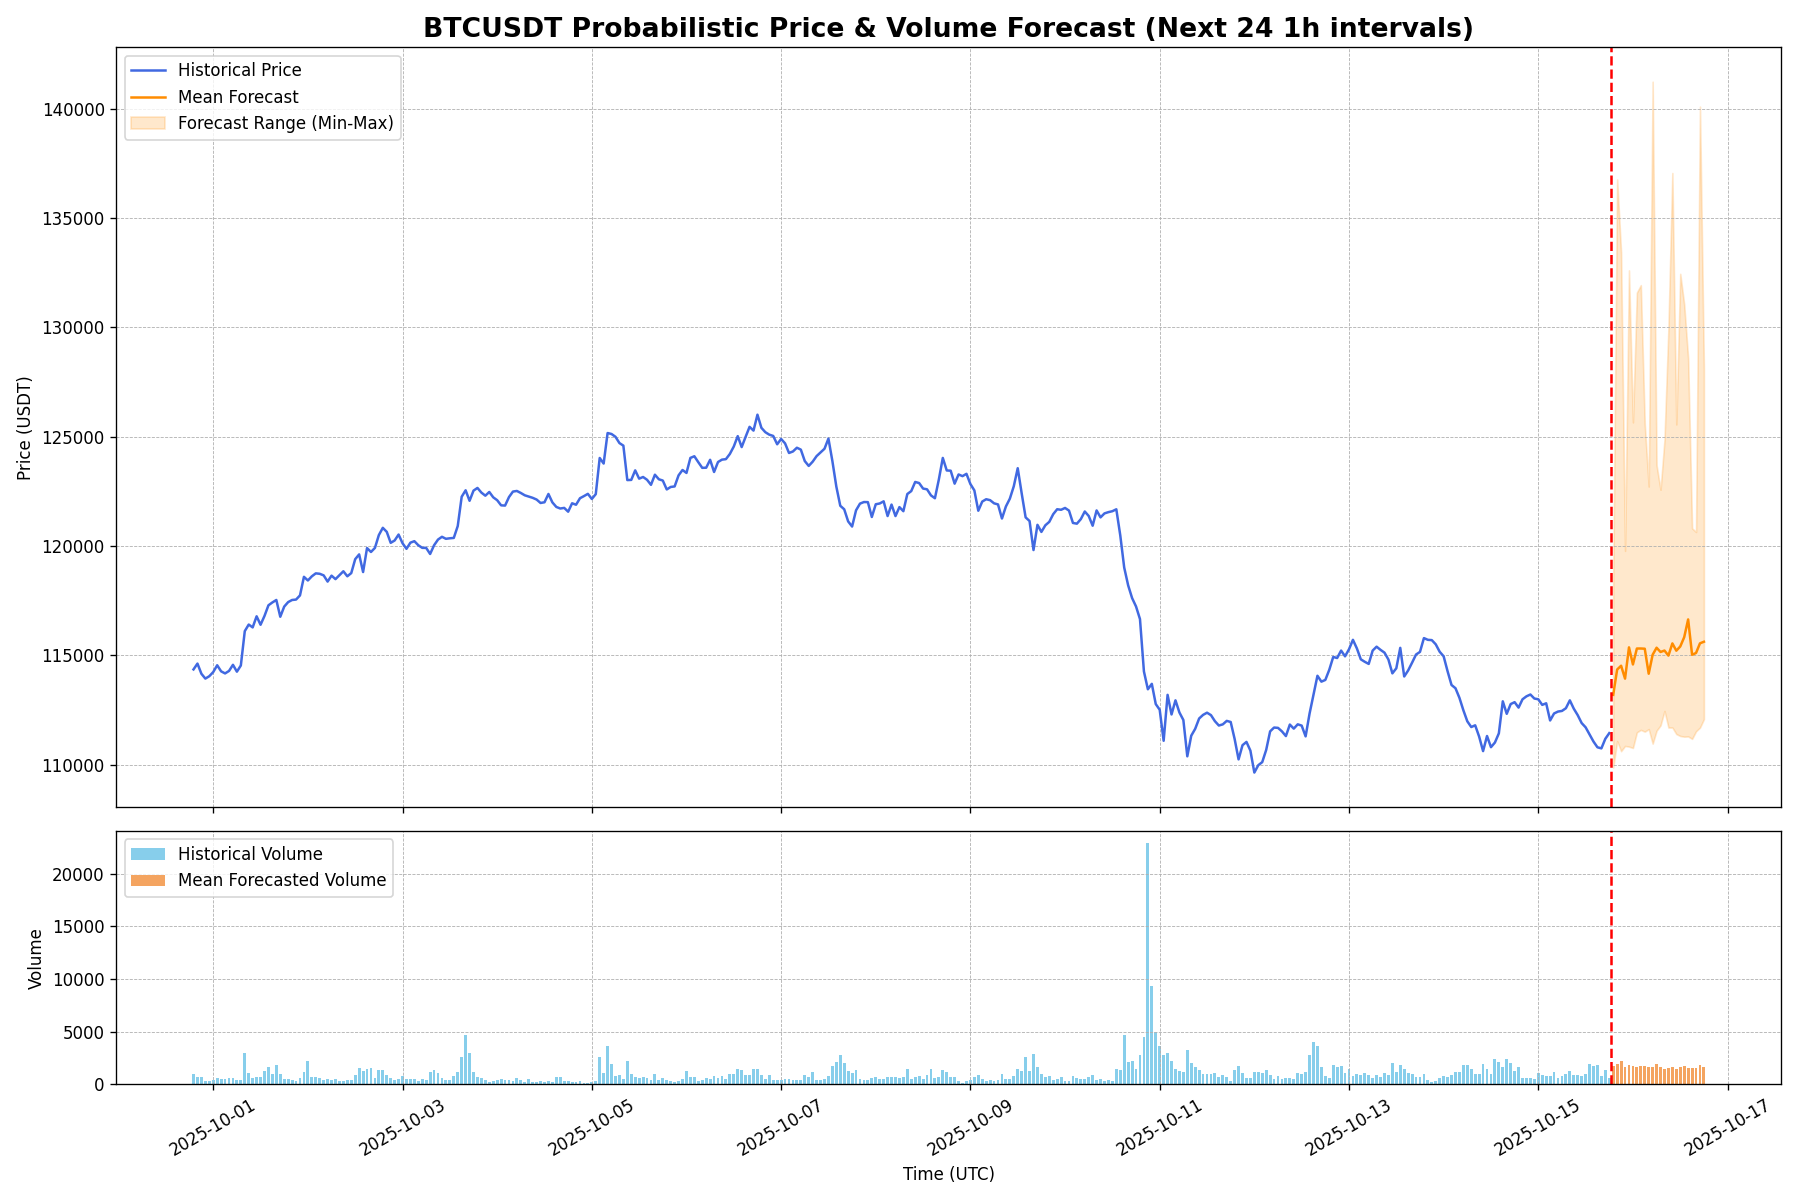 BTCUSDT Probabilistic Price & Volume Forecast (Next 24 1h intervals)
Historical Price
Mean Forecast
Forecast Range (Min-Max)
Price (USDT)
140000
135000
130000
125000
120000
115000
110000
Historical Volume
Mean Forecasted Volume
Volume
20000
15000
10000
5000
0
2025-10-01
2025-10-03
2025-10-05
2025-10-07
2025-10-09
2025-10-11
2025-10-13
2025-10-15
2025-10-17
Time (UTC)